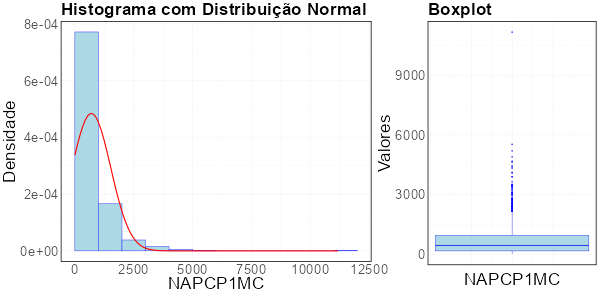 Histograma com Distribuição Normal
Densidade
8e-04
6e-04
4e-04
2e-04
0e+00
0
2500
5000
7500
10000
12500
NAPCP1MC
Boxplot
Valores
9000
6000
3000
0
NAPCP1MC